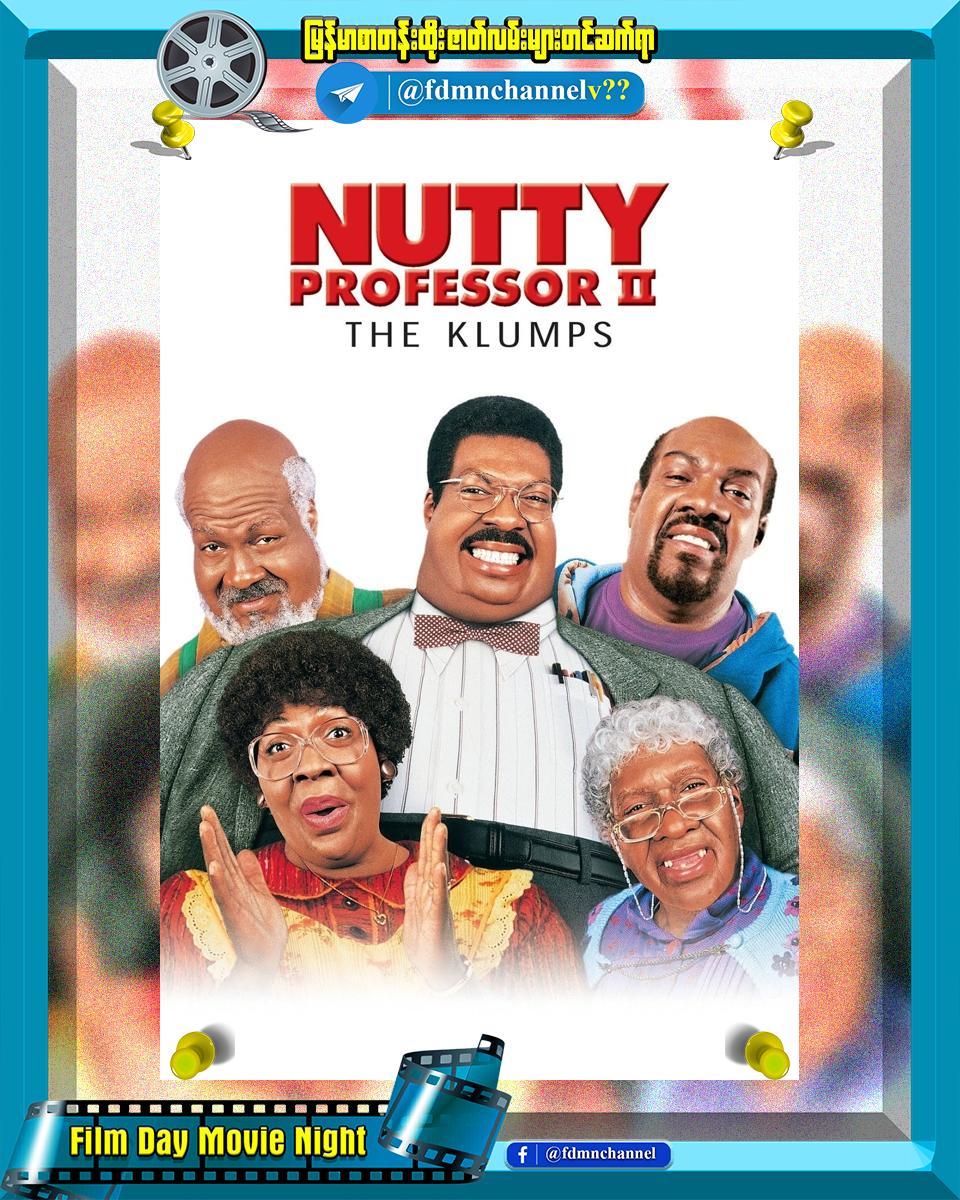 မြန်မာစာတန်းထိုးဇာတ်လမ်းများတင်ဆက်ရာ
@fdmnchannelv??
NUTTY
PROFESSOR II
THE KLUMPS
Film Day Movie Night
f | @fdmnchannel